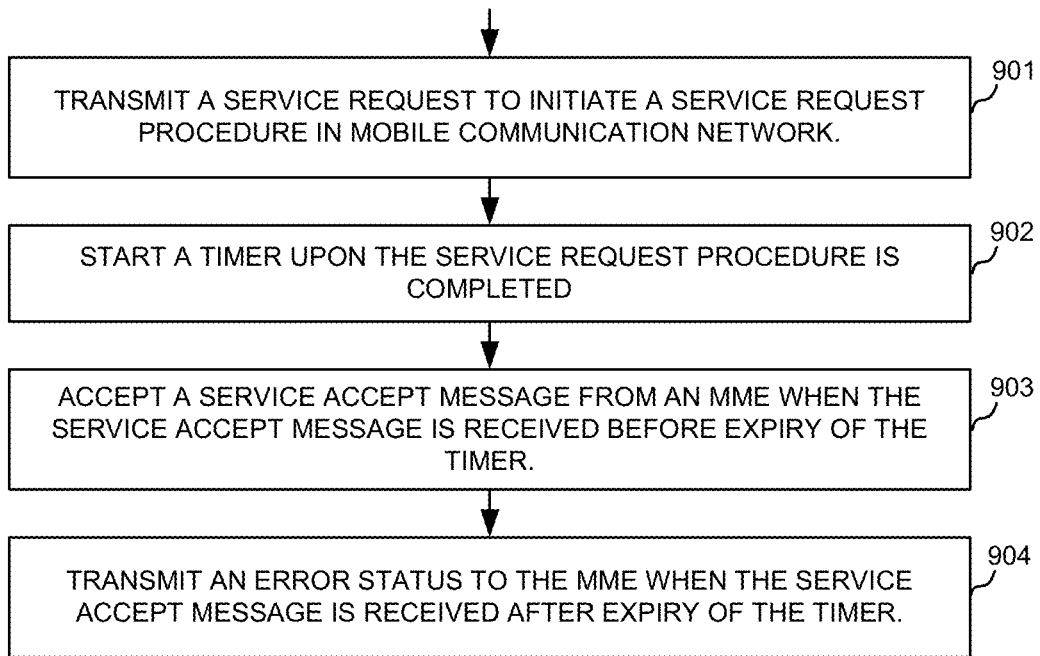 901
TRANSMIT A SERVICE REQUEST TO INITIATE A SERVICE REQUEST
PROCEDURE IN MOBILE COMMUNICATION NETWORK.
902
START A TIMER UPON THE SERVICE REQUEST PROCEDURE IS
COMPLETED
903
ACCEPT A SERVICE ACCEPT MESSAGE FROM AN MME WHEN THE
SERVICE ACCEPT MESSAGE IS RECEIVED BEFORE EXPIRY OF THE
TIMER.
904
TRANSMIT AN ERROR STATUS TO THE MME WHEN THE SERVICE
ACCEPT MESSAGE IS RECEIVED AFTER EXPIRY OF THE TIMER.